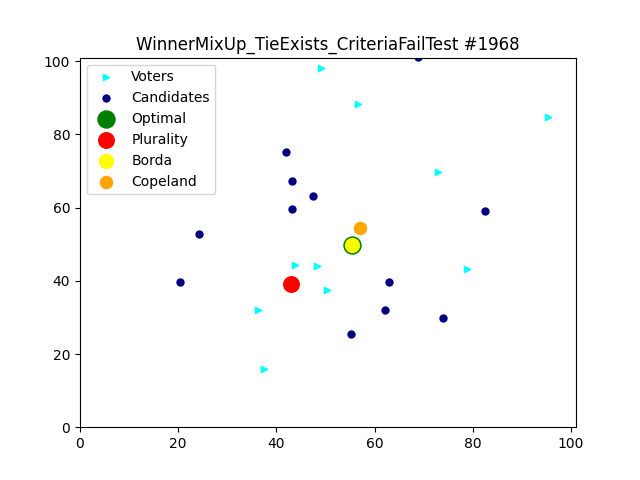 WinnerMixUp_TieExists_CriteriaFailTest #1968
100
80
60
40
20
0
Voters
Candidates
Optimal
Plurality
Borda
Copeland
0 20 40 60 80 100